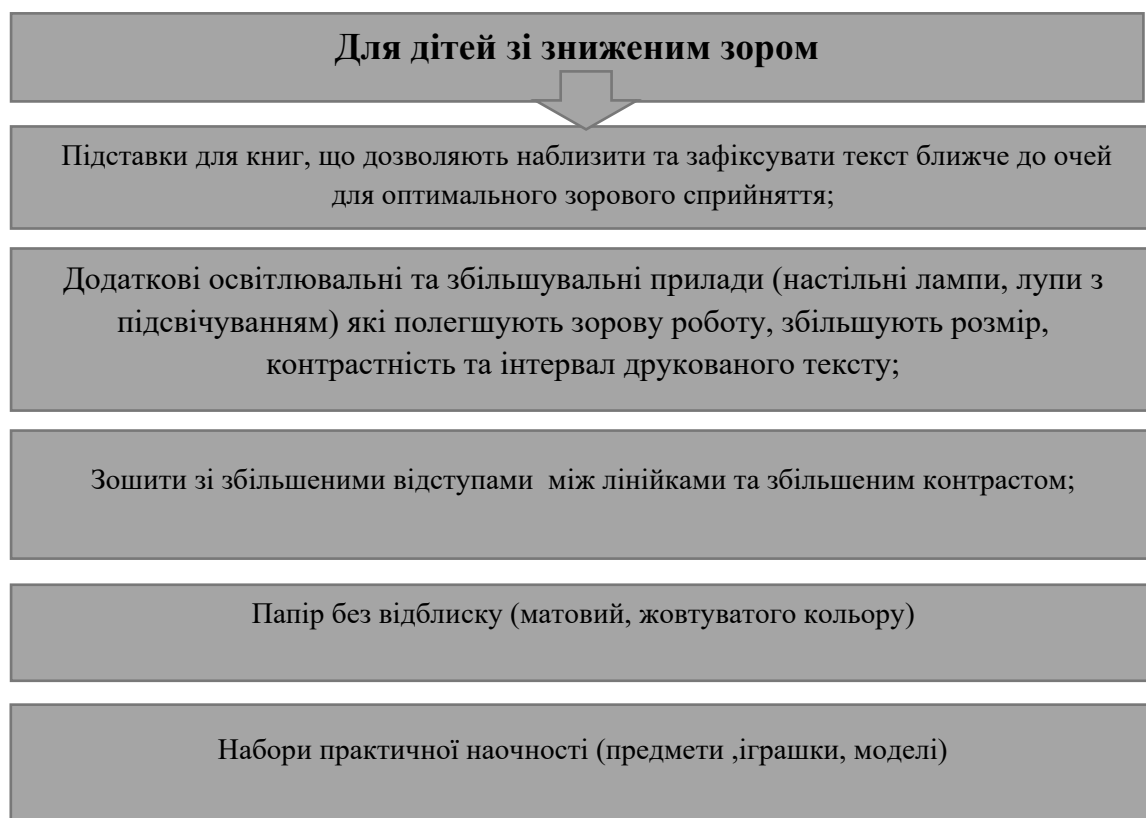 Для дітей зі зниженим зором
Підставки для книг, що дозволяють наблизити та зафіксувати текст ближче до очей
для оптимального зорового сприйняття;
Додаткові освітлювальні та збільшувальні прилади (настільні лампи, лупи з
підсвічуванням) які полегшують зорову роботу, збільшують розмір,
контрастність та інтервал друкованого тексту;
Зошити зі збільшеними відступами  між лінійками та збільшеним контрастом;
Папір без відблиску (матовий, жовтуватого кольору)
Набори практичної наочності (предмети ,іграшки, моделі)